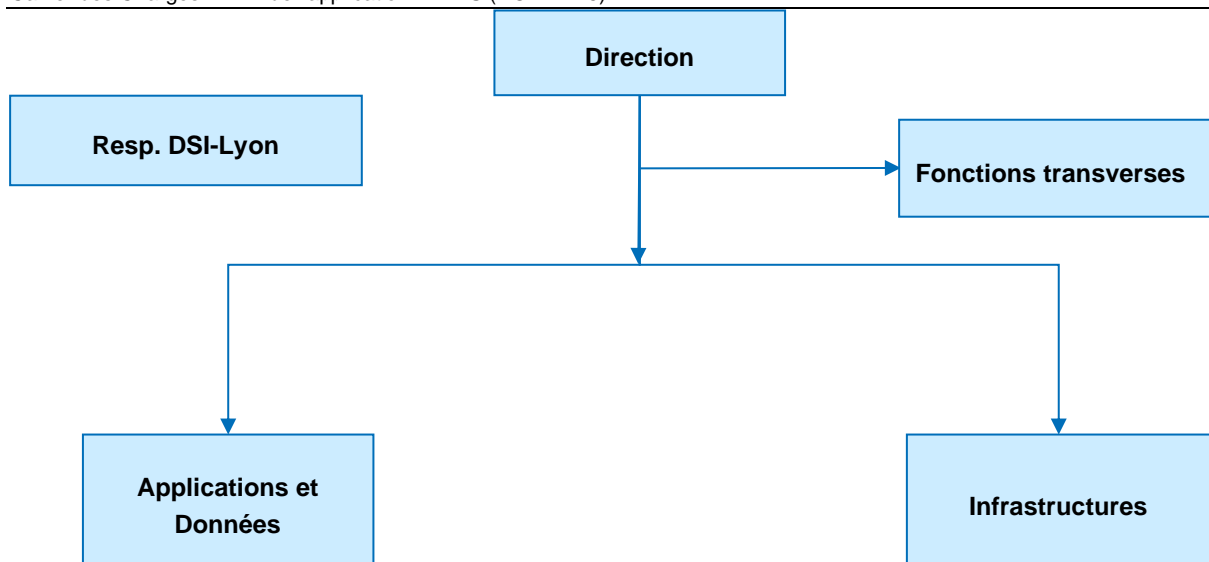 Direction
Resp. DSI-Lyon
Fonctions transverses
Applications et
Données
Infrastructures